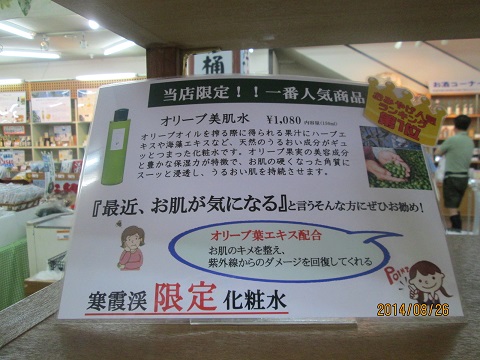 桶
お酒コーナー
当店限定！！一番人気商品
オリーブ美肌水 ¥1,080
オリーブオイルを搾る際に得られる果汁にハーブエ
キスや海藻エキスなど、天然のうるおい成分がギュ
ッとつまった化粧水です。オリーブ果実の美容成分
と豊かな保湿力が特徴で、お肌の硬くなった角質に
スーッと浸透し、うるおい肌を持続させます。
『最近、お肌が気になる』と言うそんな方にぜひお勧め！
オリーブ葉エキス配合
お肌のキメを整え、
紫外線からのダメージを回復してくれる
Point
寒霞渓 限定 化粧水
2014/08/26